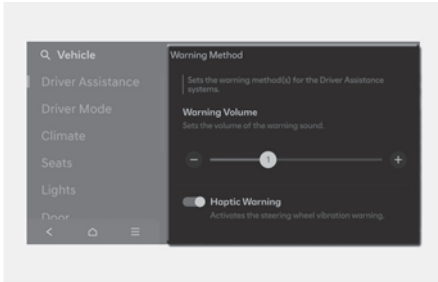 Vehicle
Driver Assistance
Driver Mode
Climate
Seats
Lights
Door
Warning Method
Sets the warning method(s) for the Driver Assistance
systems.
Warning Volume
Sets the volume of the warning sound.
1
Haptic Warning
Activates the steering wheel vibration warning.